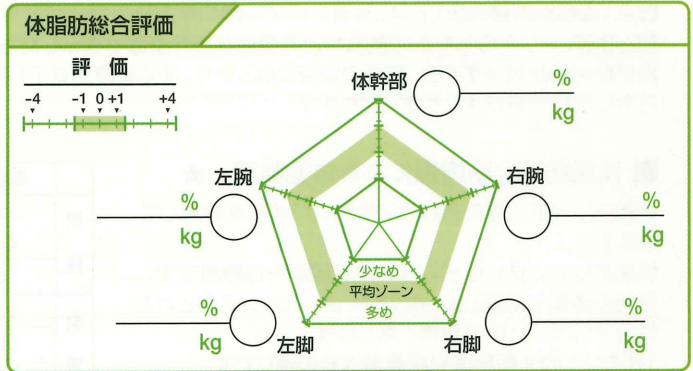 体脂肪総合評価
評 価
-4 -1 0 +1 +4
体幹部
%
kg
左腕
%
kg
右腕
%
kg
少なめ
平均ゾーン
多め
左脚
%
kg
右脚
%
kg